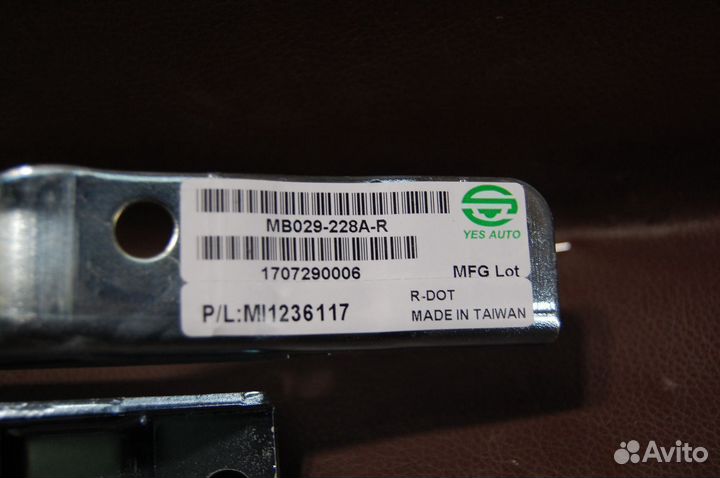 MB029-228A-R
YES AUTO
1707290006
MFG Lot
P/L:MI1236117
R-DOT
MADE IN TAIWAN
Avito